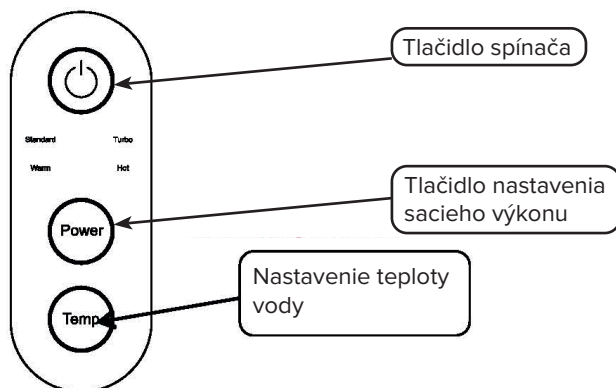 Tlačidlo spínača
Standard Turbo
Warm Hot
Tlačidlo nastavenia
sacieho výkonu
Power
Nastavenie teploty
vody
Temp